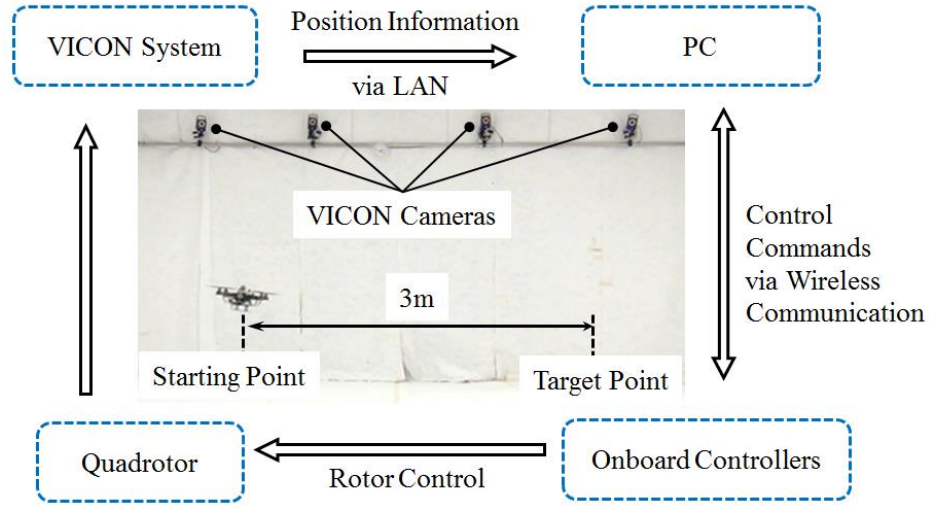 VICON System
Position Information
via LAN
PC
VICON Cameras
Control
Commands
via Wireless
Communication
3m
Starting Point
Target Point
Quadrotor
Rotor Control
Onboard Controllers